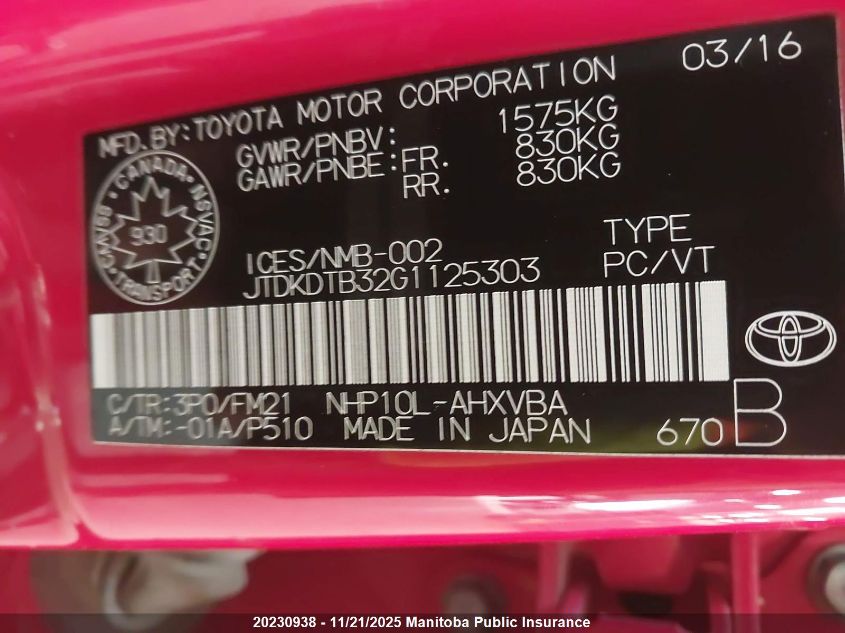 03/16
MFD.BY:TOYOTA MOTOR CORPORATION
GVWR/PNBV: 1575KG
GAWR/PNBE:FR. 830KG
RR. 830KG
CANADA
NSVAC
TRANSPORT
CMVSS
930
ICES/NMB-002
TYPE
JTDKDTB32G1125303
PC/VT
C/TR:3P0/FM21 NHP10L-AHXVBA
A/TM:-01A/P510 MADE IN JAPAN
670 B
20230938 - 11/21/2025 Manitoba Public Insurance